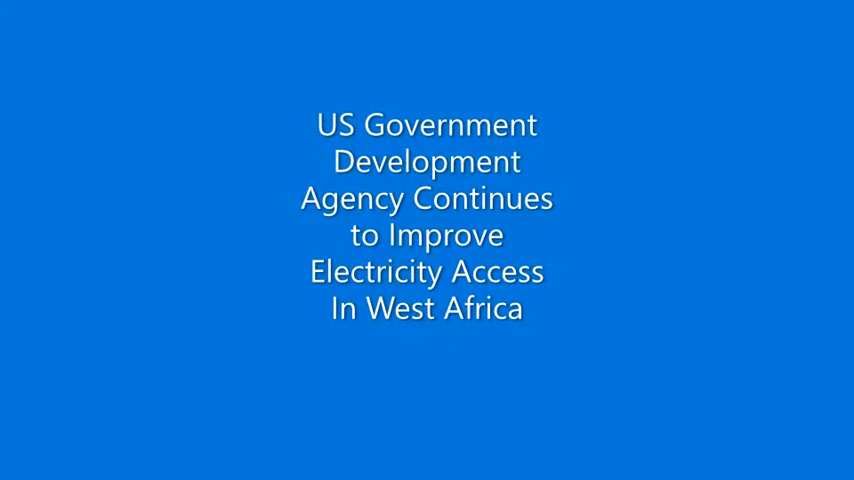 US Government
Development
Agency Continues
to Improve
Electricity Access
In West Africa